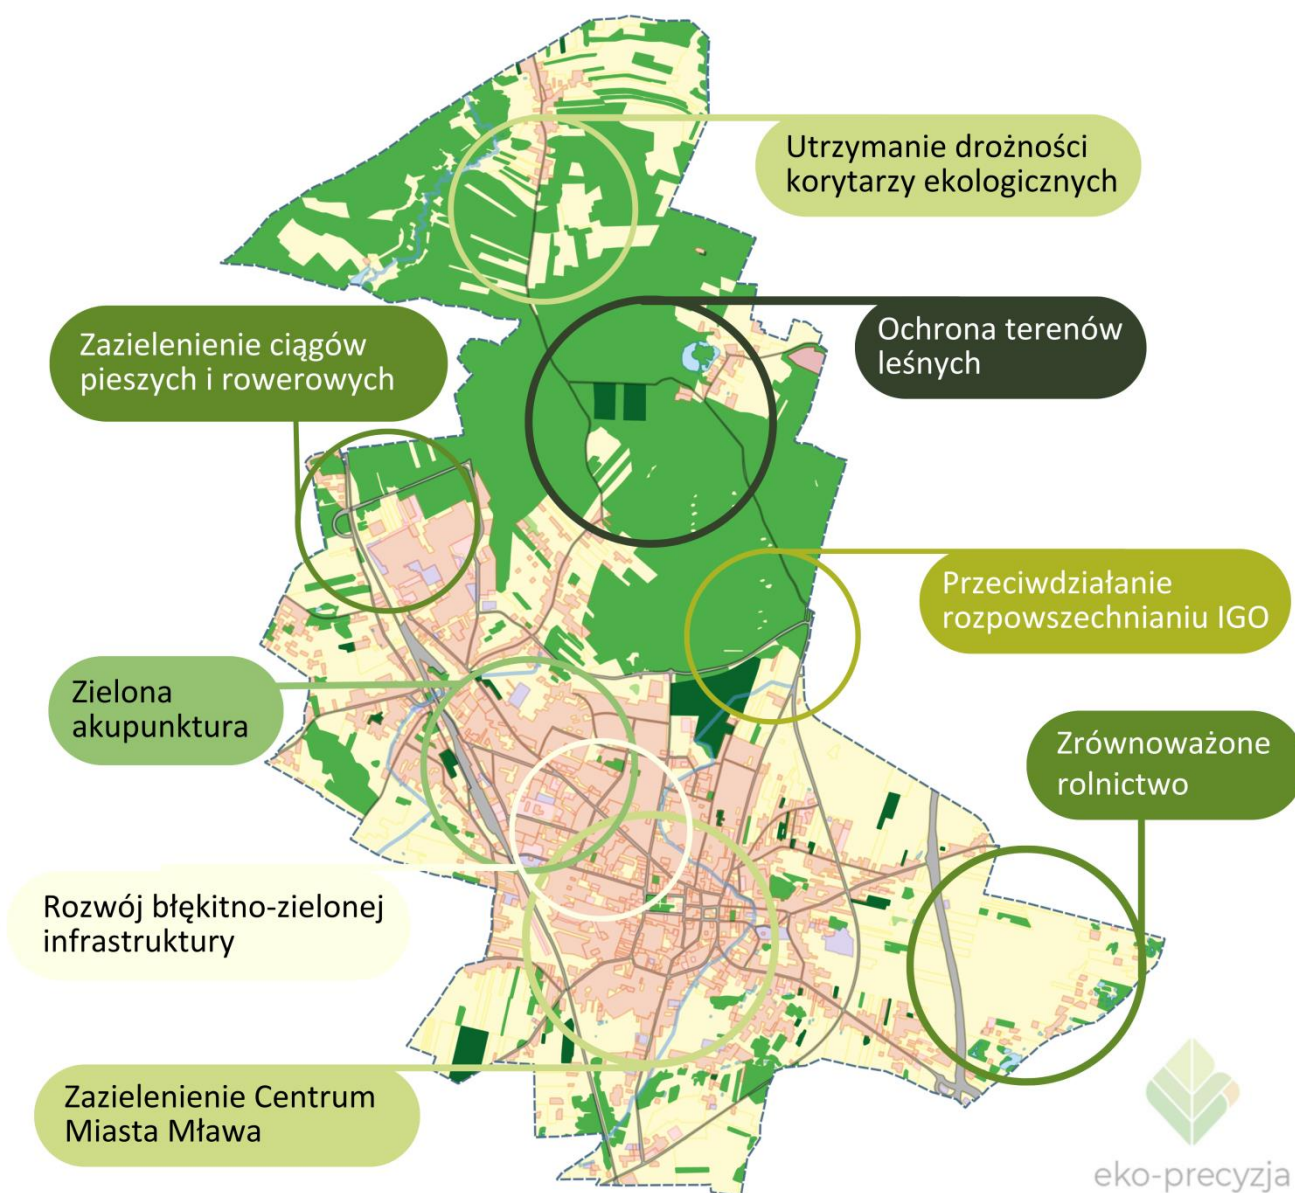 Utrzymanie drożności
korytarzy ekologicznych
Ochrona terenów
leśnych
Zazielenienie ciągów
pieszych i rowerowych
Przeciwdziałanie
rozpowszechnianiu IGO
Zielona
akupunktura
Zrównoważone
rolnictwo
Rozwój błękitno-zielonej
infrastruktury
Zazielenienie Centrum
Miasta Mława
eko-precyzja